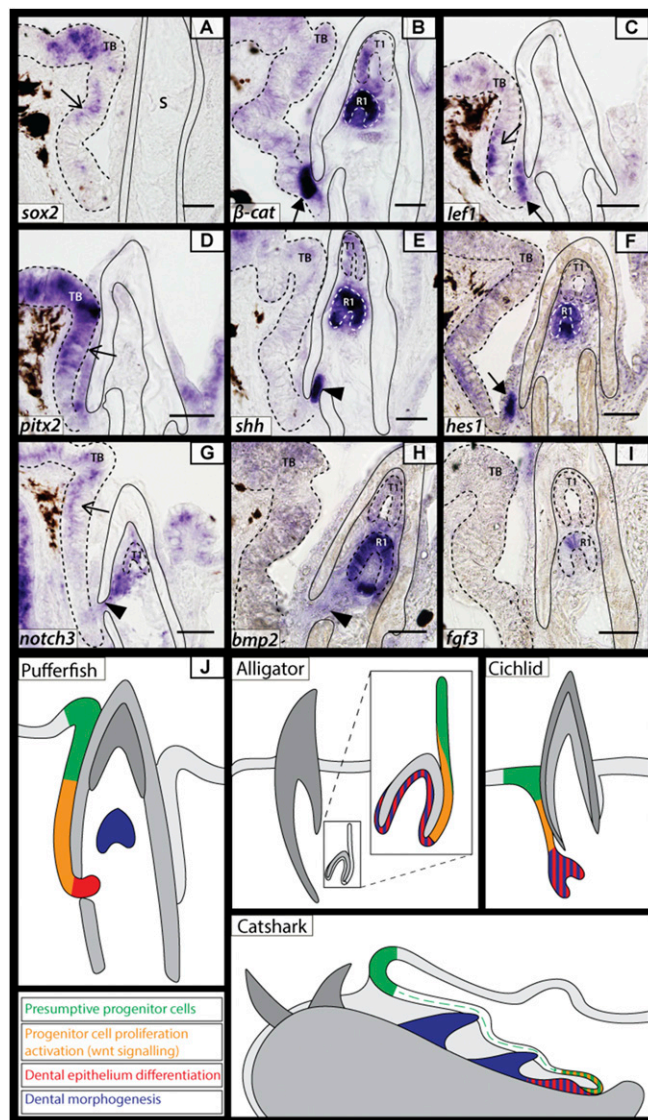 A
TB
S
sox2
B
TB
T1
R1
β-cat
C
TB
lef1
D
TB
pitx2
E
TB
T1
R1
shh
F
TB
T1
R1
hes1
G
TB
T1
notch3
H
TB
T1
R1
bmp2
I
TB
T1
R1
fgf3
Pufferfish
J
Alligator
Cichlid
Catshark
Presumptive progenitor cells
Progenitor cell proliferation
activation (wnt signalling)
Dental epithelium differentiation
Dental morphogenesis